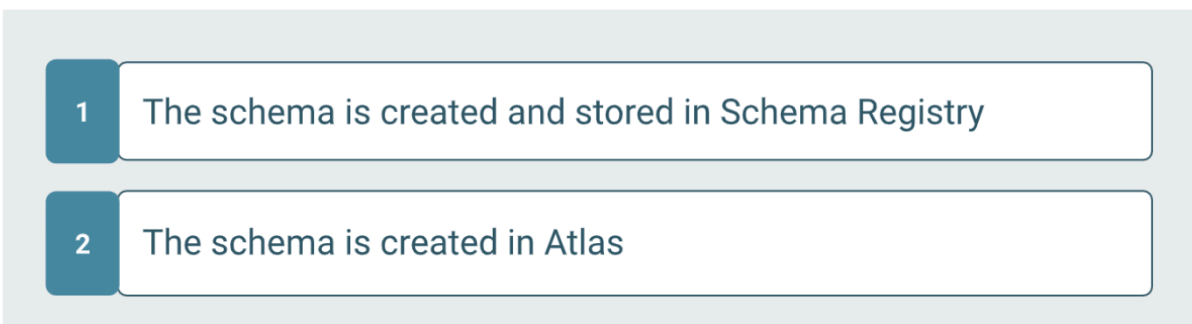 1 The schema is created and stored in Schema Registry
2 The schema is created in Atlas